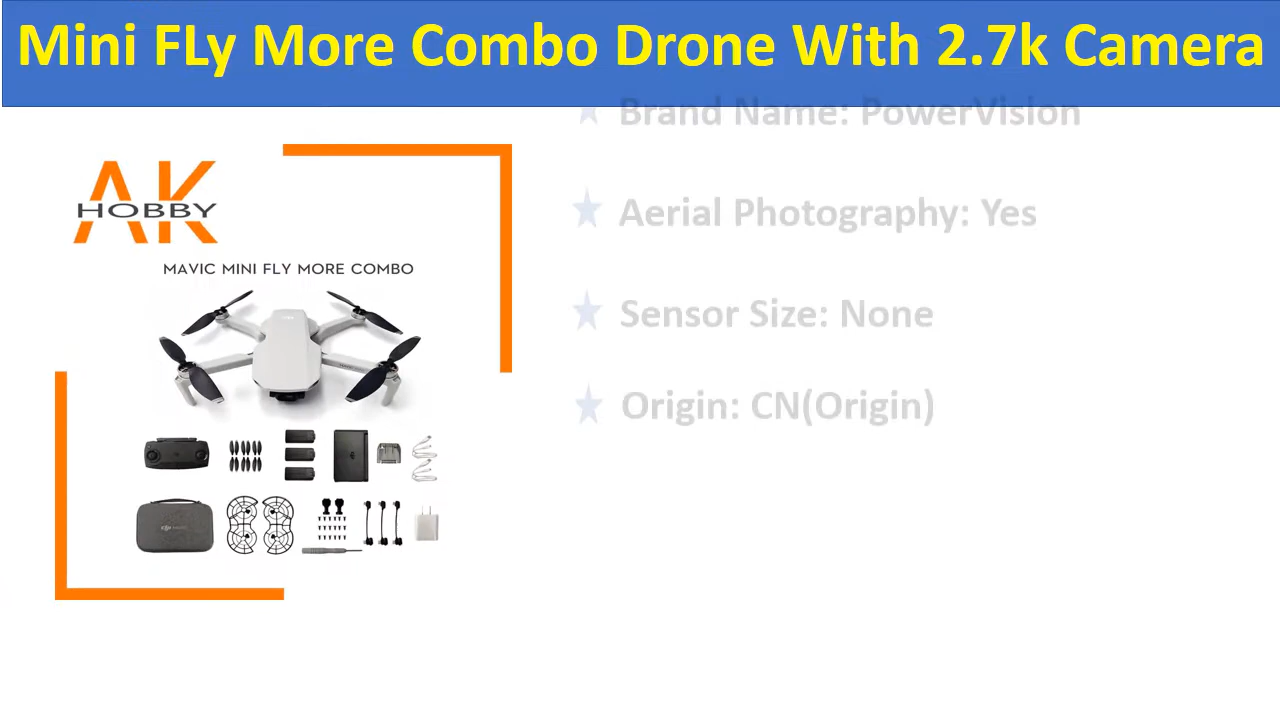 Mini FLy More Combo Drone With 2.7k Camera
Brand Name: PowerVision
AK
HOBBY
Aerial Photography: Yes
MAVIC MINI FLY MORE COMBO
Sensor Size: None
Origin: CN(Origin)